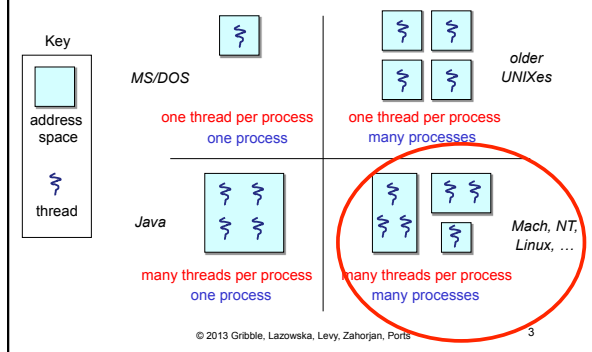 Key
address
space
thread
MS/DOS
one thread per process
one process
older
UNIXes
one thread per process
many processes
Java
many threads per process
one process
Mach, NT,
Linux, …
many threads per process
many processes
© 2013 Gribble, Lazowska, Levy, Zahorjan, Ports
3